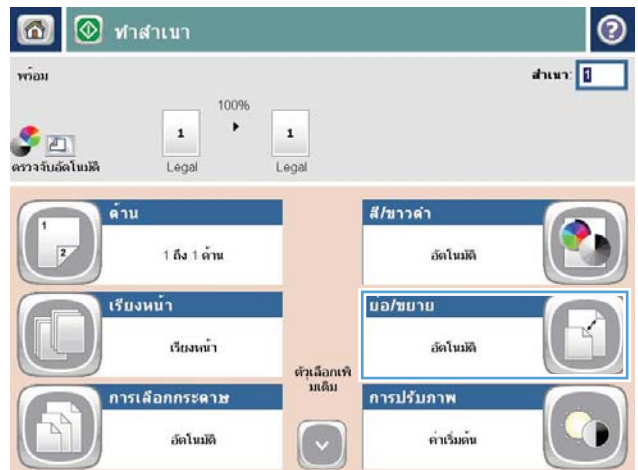 ทำสำเนา
พร้อม
สำเนา: 1
100%
1
1
ตรวจจับอัตโนมัติ
Legal
Legal
ด้าน
1
2
1 ถึง 1 ด้าน
สี/ขาวดำ
อัตโนมัติ
เรียงหน้า
เรียงหน้า
ย่อ/ขยาย
อัตโนมัติ
ตัวเลือกเพิ
่มเติม
การเลือกกระดาษ
อัตโนมัติ
การปรับภาพ
ค่าเริ่มต้น